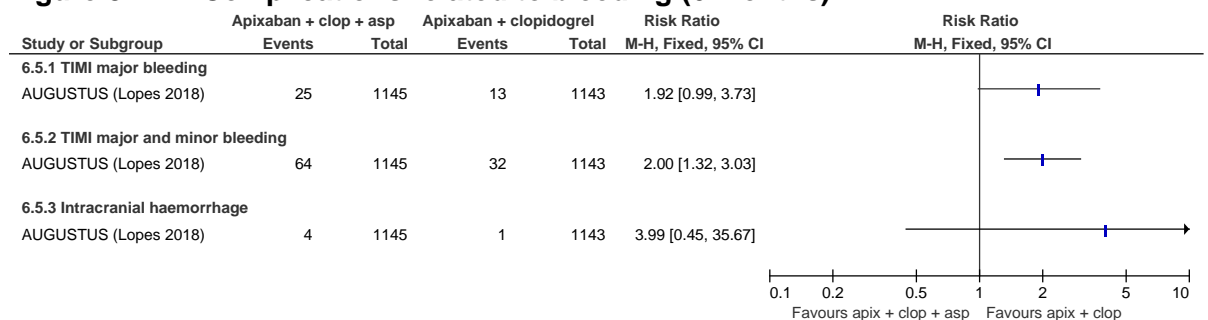 Apixaban + clop + asp Apixaban + clopidogrel Risk Ratio Risk Ratio
Study or Subgroup Events Total Events Total M-H, Fixed, 95% CI M-H, Fixed, 95% CI
6.5.1 TIMI major bleeding
AUGUSTUS (Lopes 2018) 25 1145 13 1143 1.92 [0.99, 3.73]
6.5.2 TIMI major and minor bleeding
AUGUSTUS (Lopes 2018) 64 1145 32 1143 2.00 [1.32, 3.03]
6.5.3 Intracranial haemorrhage
AUGUSTUS (Lopes 2018) 4 1145 1 1143 3.99 [0.45, 35.67]
0.1 0.2 0.5 1 2 5 10
Favours apix + clop + asp Favours apix + clop